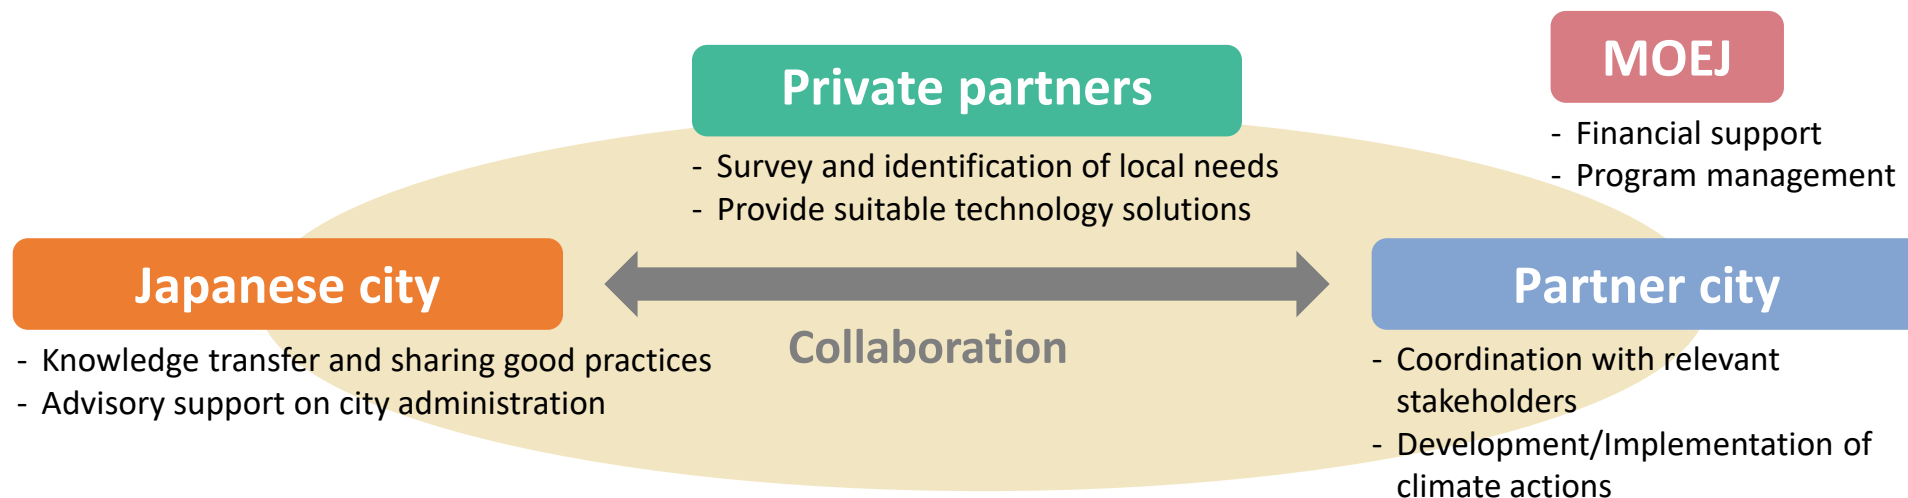 MOEJ
- Financial support
- Program management
Private partners
- Survey and identification of local needs
- Provide suitable technology solutions
Japanese city
- Knowledge transfer and sharing good practices
- Advisory support on city administration
Collaboration
Partner city
- Coordination with relevant
stakeholders
- Development/Implementation of
climate actions